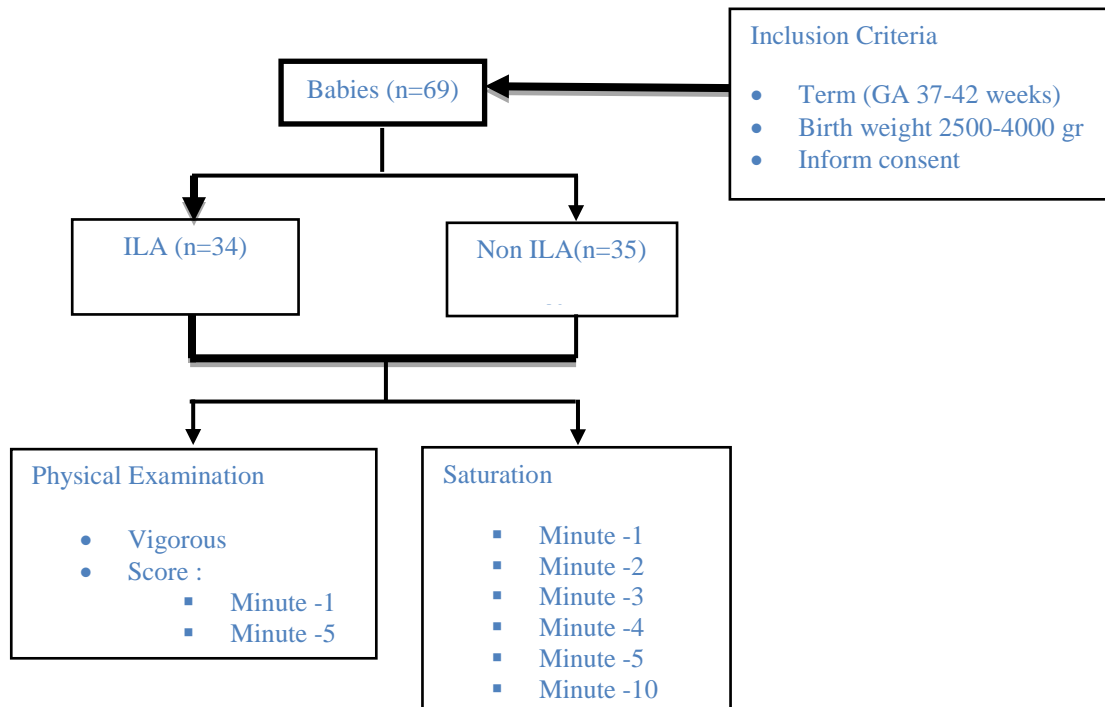 Inclusion Criteria
• Term (GA 37-42 weeks)
• Birth weight 2500-4000 gr
• Inform consent
Babies (n=69)
ILA (n=34)
Non ILA(n=35)
Physical Examination
• Vigorous
• Score :
▪ Minute -1
▪ Minute -5
Saturation
▪ Minute -1
▪ Minute -2
▪ Minute -3
▪ Minute -4
▪ Minute -5
▪ Minute -10